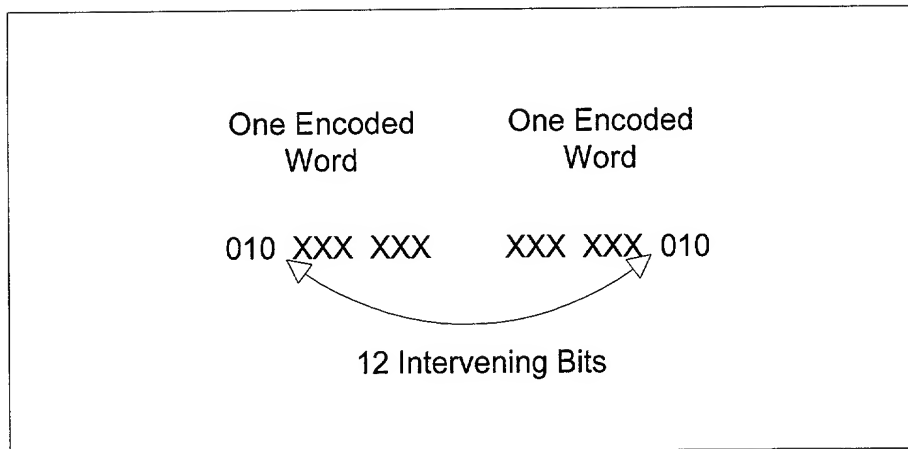 One Encoded Word
One Encoded Word
010 XXX XXX XXX XXX 010
12 Intervening Bits